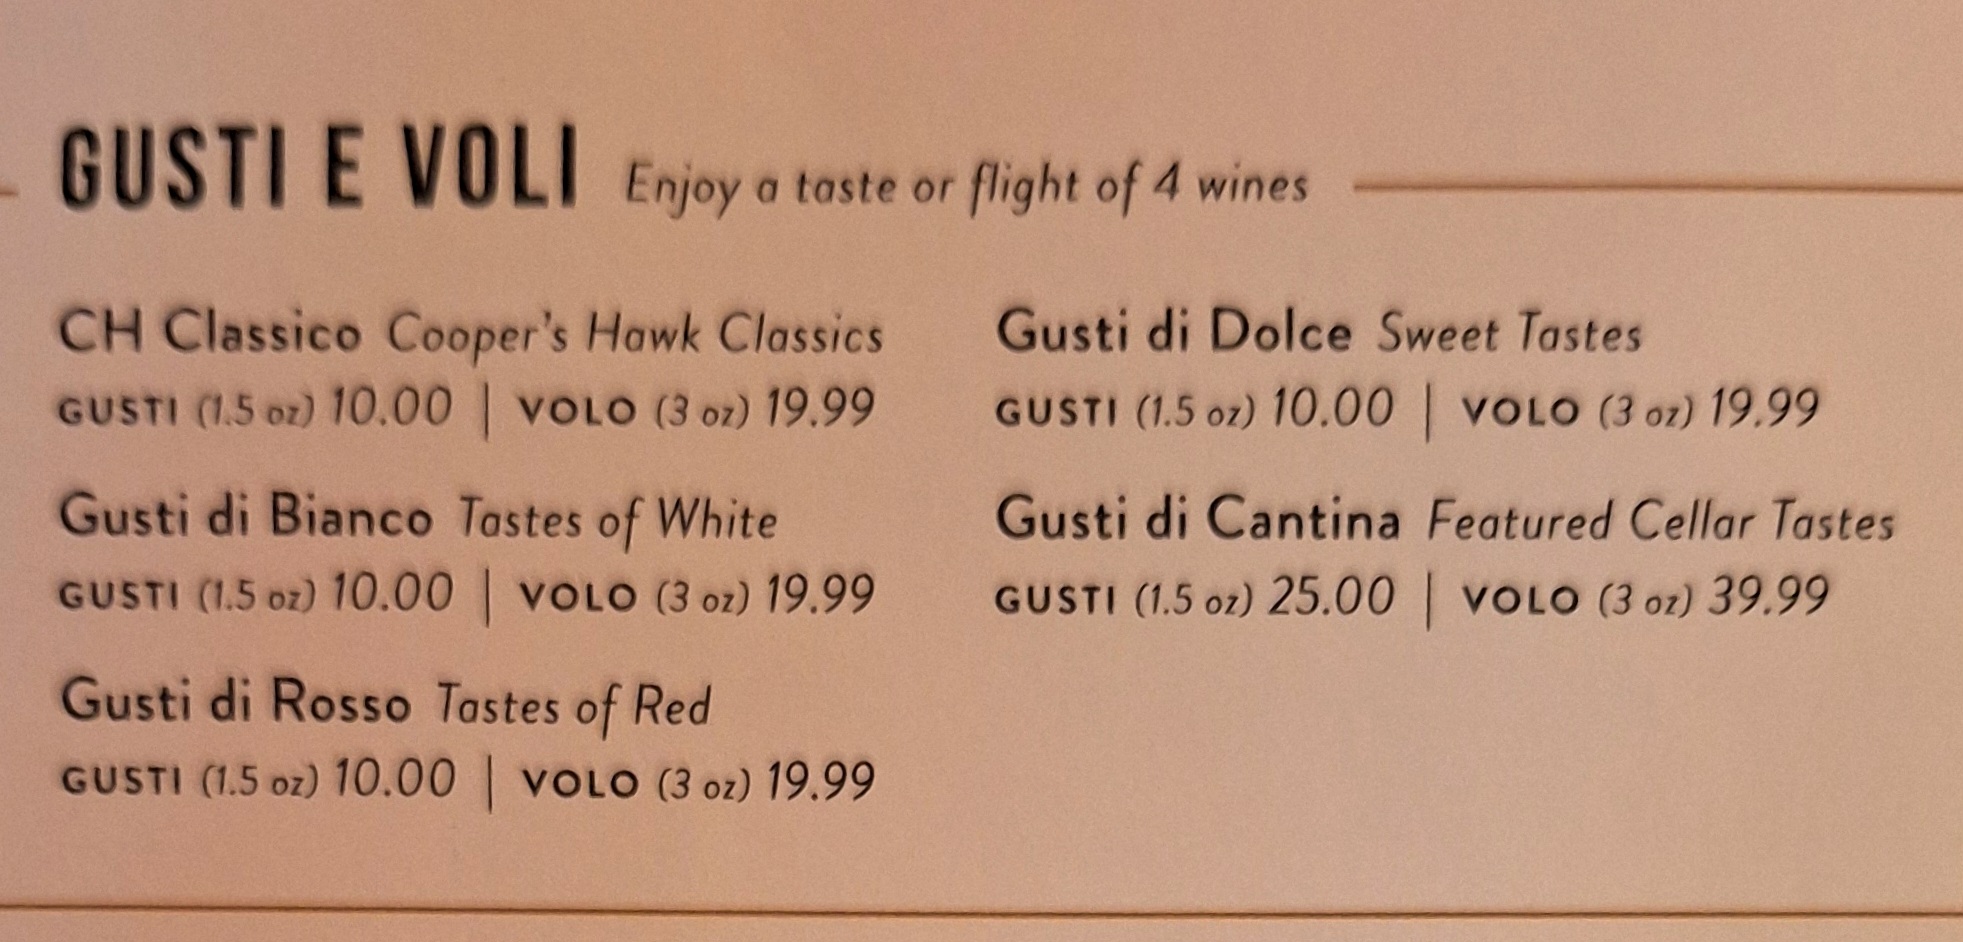 GUSTI E VOLI Enjoy a taste or flight of 4 wines
CH Classico Cooper's Hawk Classics
GUSTI (1.5 oz) 10.00 | VOLO (3 oz) 19.99
Gusti di Bianco Tastes of White
GUSTI (1.5 oz) 10.00 | VOLO (3 oz) 19.99
Gusti di Rosso Tastes of Red
GUSTI (1.5 oz) 10.00 | VOLO (3 oz) 19.99
Gusti di Dolce Sweet Tastes
GUSTI (1.5 oz) 10.00 | VOLO (3 oz) 19.99
Gusti di Cantina Featured Cellar Tastes
GUSTI (1.5 oz) 25.00 | VOLO (3 oz) 39.99